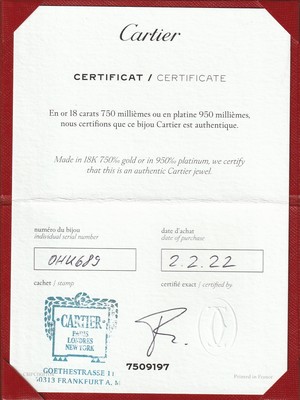 Cartier
CERTIFICAT / CERTIFICATE
En or 18 carats 750 millièmes ou en platine 950 millièmes,
nous certifions que ce bijou Cartier est authentique.
Made in 18K 750‰ gold or in 950‰ platinum, we certify
that this is an authentic Cartier jewel.
numéro du bijou
individual serial number
date d'achat
date of purchase
OHU689
2.2.22
cacher / stamp
certifié exact / certified by
CARTIER
PARIS
LONDRES
NEW YORK
GOETHESTRASSE 11
60313 FRANKFURT A. M
7509197
Printed in France